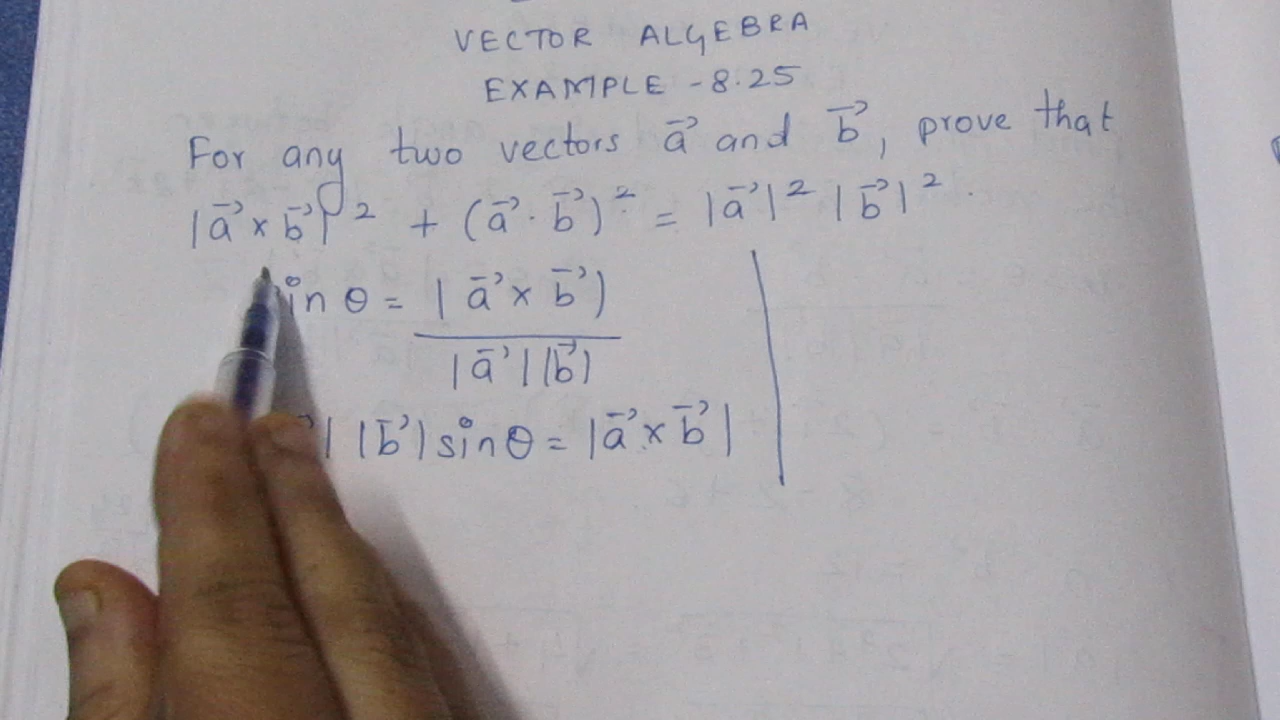 VECTOR ALGEBRA
EXAMPLE - 8.25
For any two vectors a⃗ and b⃗, prove that
|a⃗ × b⃗|² + (a⃗ · b⃗)² = |a⃗|² |b⃗|².
in θ = |a⃗ × b⃗|
|a⃗| |b⃗|
| |b⃗| sin θ = |a⃗ × b⃗|